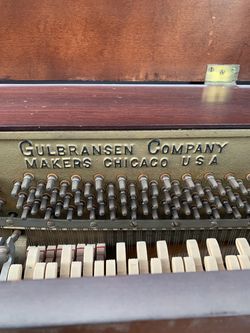 GULBRANSEN COMPANY
MAKERS CHICAGO USA